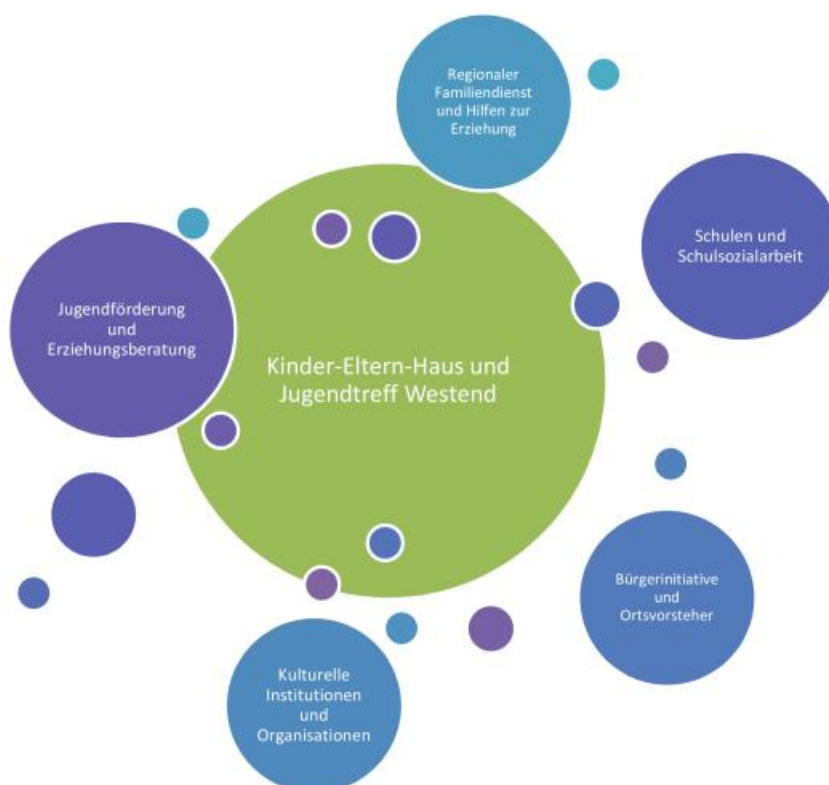 Regionaler
Familiendienst
und Hilfen zur
Erziehung
Schulen und
Schulsozialarbeit
Jugendförderung
und
Erziehungsberatung
Kinder-Eltern-Haus und
Jugendtreff Westend
Bürgerinitiative
und
Ortsvorsteher
Kulturelle
Institutionen
und
Organisationen